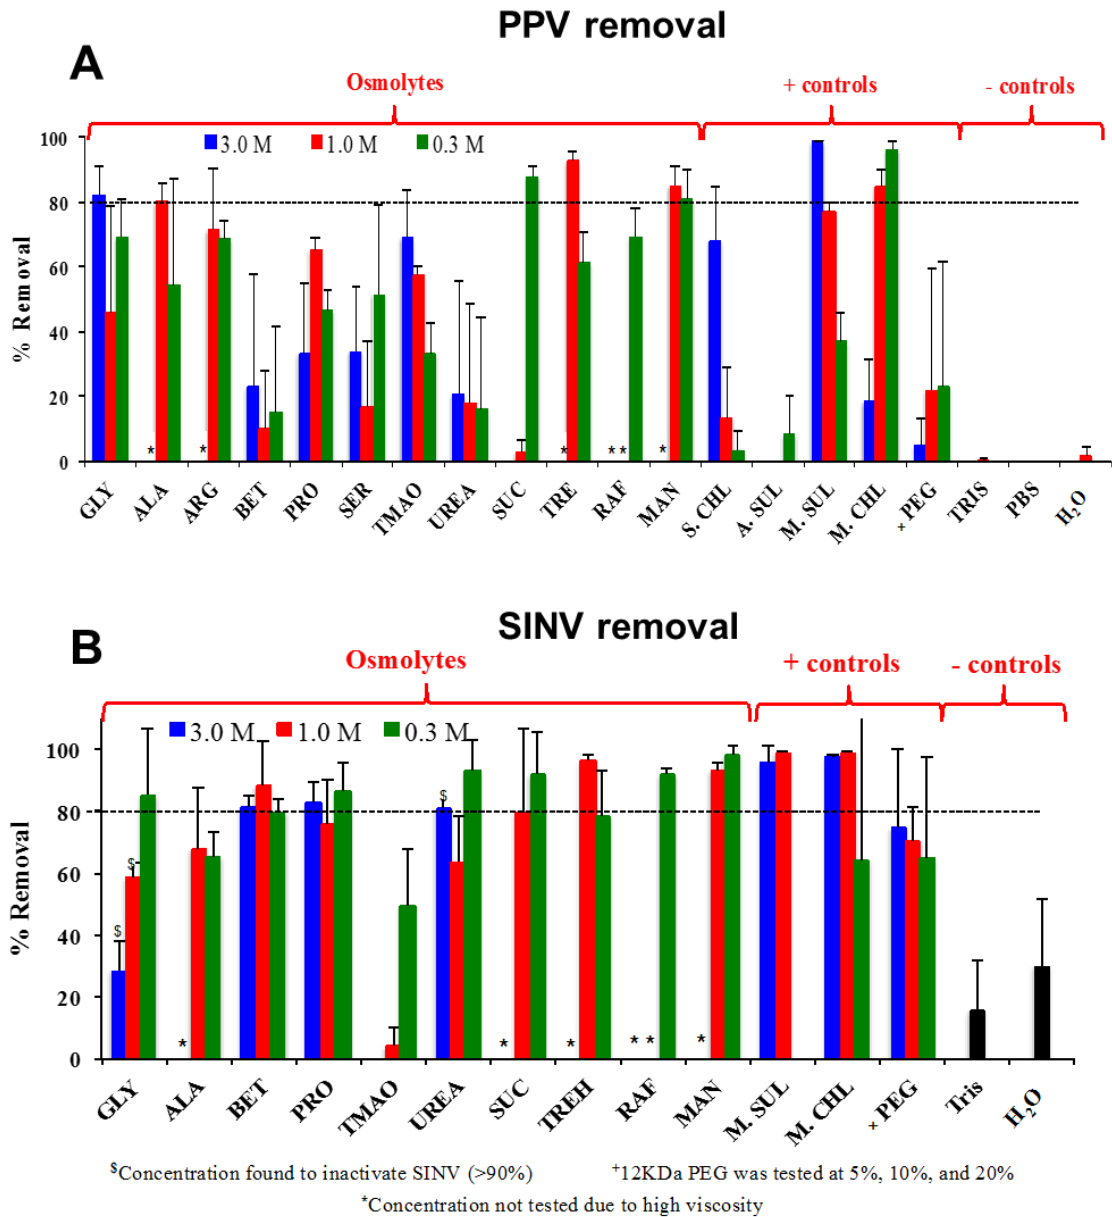 PPV removal
A
Osmolytes
+ controls
- controls
3.0 M 1.0 M 0.3 M
% Removal
100
80
60
40
20
0
* * * ** *
GLY ALA ARG BET PRO SER TMAO UREA SUC TRE RAF MAN S. CHL A. SUL M. SUL M. CHL +PEG TRIS PBS H₂O
SINV removal
B
Osmolytes
+ controls
- controls
3.0 M 1.0 M 0.3 M
% Removal
100
80
60
40
20
0
$ $ $
* * * ** *
GLY ALA BET PRO TMAO UREA SUC TREH RAF MAN M. SUL M. CHL +PEG Tris H₂O
$Concentration found to inactivate SINV (>90%) +12KDa PEG was tested at 5%, 10%, and 20%
*Concentration not tested due to high viscosity